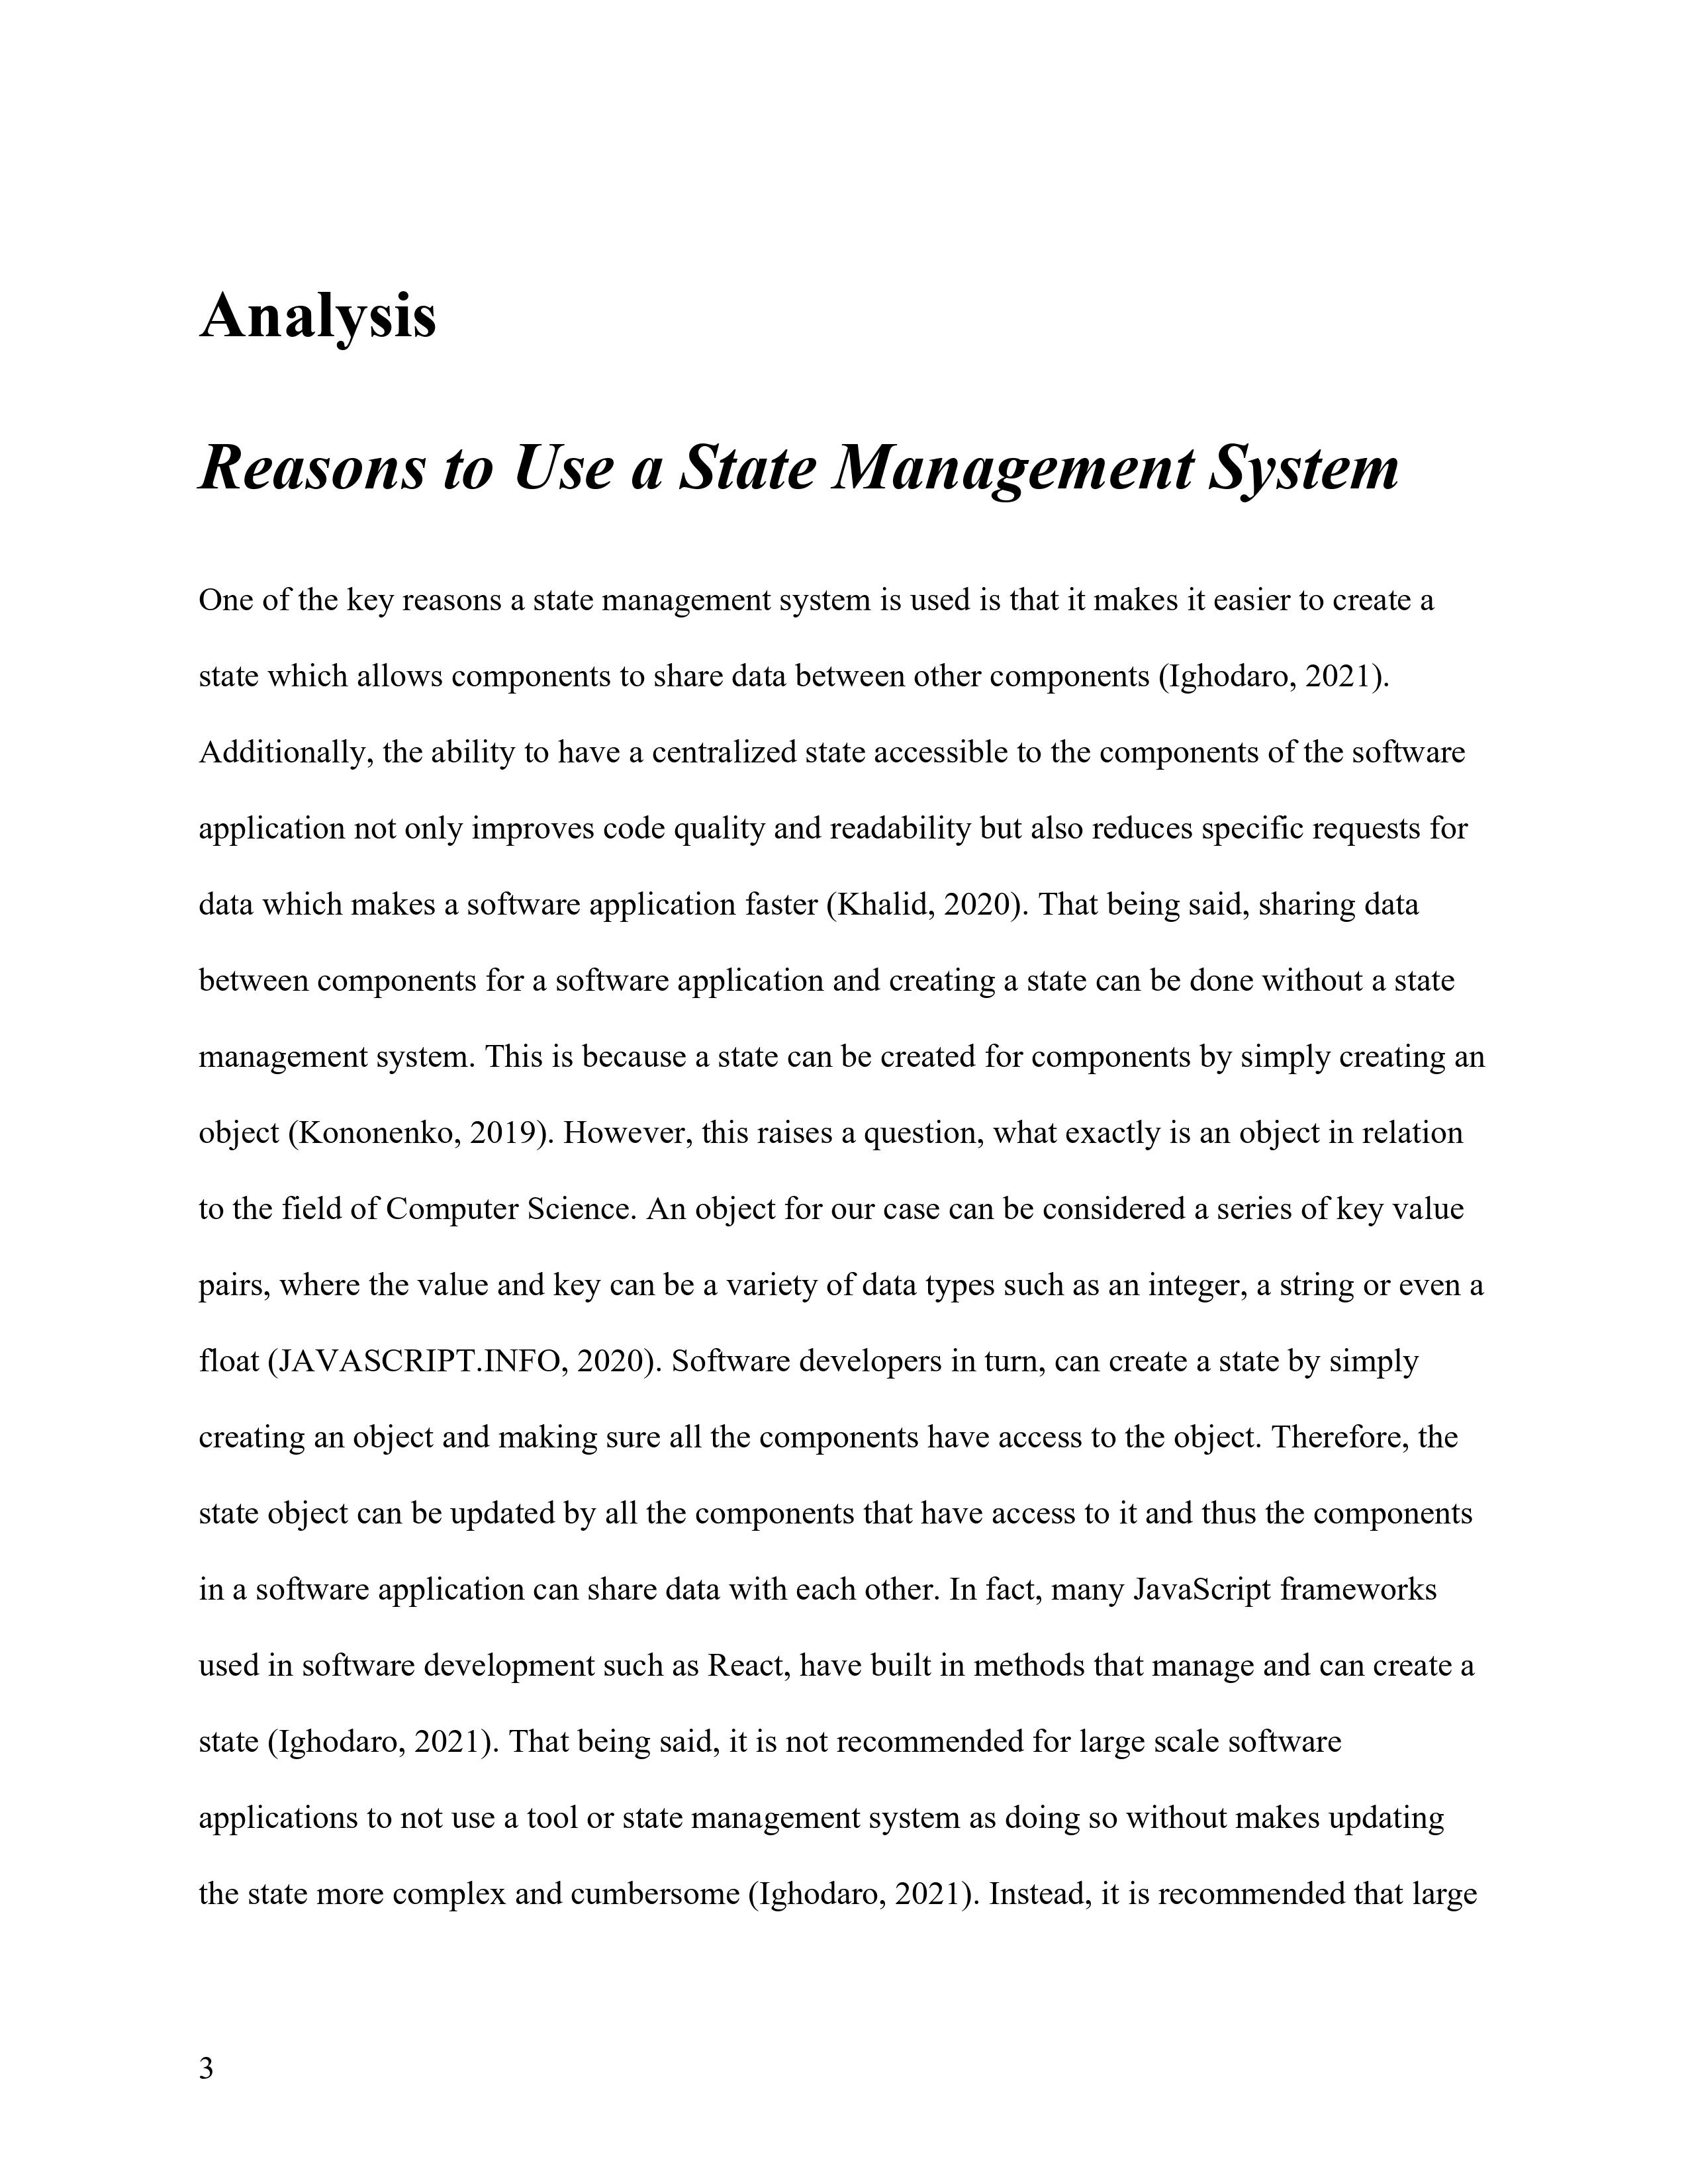 Analysis
Reasons to Use a State Management System
One of the key reasons a state management system is used is that it makes it easier to create a
state which allows components to share data between other components (Ighodaro, 2021).
Additionally, the ability to have a centralized state accessible to the components of the software
application not only improves code quality and readability but also reduces specific requests for
data which makes a software application faster (Khalid, 2020). That being said, sharing data
between components for a software application and creating a state can be done without a state
management system. This is because a state can be created for components by simply creating an
object (Kononenko, 2019). However, this raises a question, what exactly is an object in relation
to the field of Computer Science. An object for our case can be considered a series of key value
pairs, where the value and key can be a variety of data types such as an integer, a string or even a
float (JAVASCRIPT.INFO, 2020). Software developers in turn, can create a state by simply
creating an object and making sure all the components have access to the object. Therefore, the
state object can be updated by all the components that have access to it and thus the components
in a software application can share data with each other. In fact, many JavaScript frameworks
used in software development such as React, have built in methods that manage and can create a
state (Ighodaro, 2021). That being said, it is not recommended for large scale software
applications to not use a tool or state management system as doing so without makes updating
the state more complex and cumbersome (Ighodaro, 2021). Instead, it is recommended that large
3